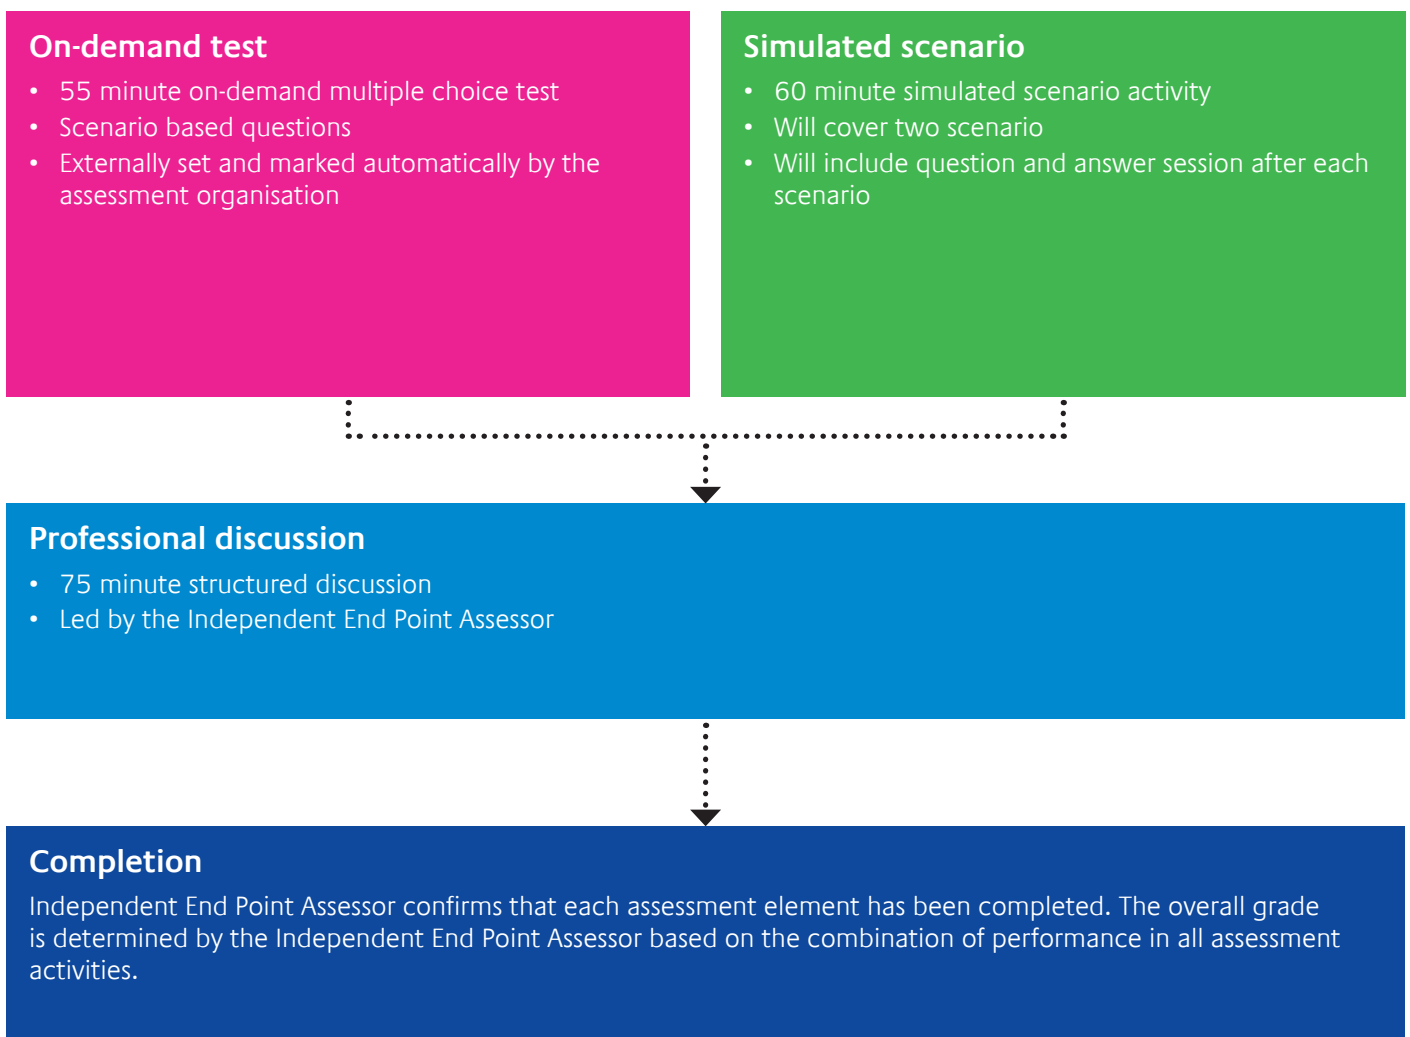 On-demand test
• 55 minute on-demand multiple choice test
• Scenario based questions
• Externally set and marked automatically by the
assessment organisation
Simulated scenario
• 60 minute simulated scenario activity
• Will cover two scenario
• Will include question and answer session after each
scenario
Professional discussion
• 75 minute structured discussion
• Led by the Independent End Point Assessor
Completion
Independent End Point Assessor confirms that each assessment element has been completed. The overall grade
is determined by the Independent End Point Assessor based on the combination of performance in all assessment
activities.